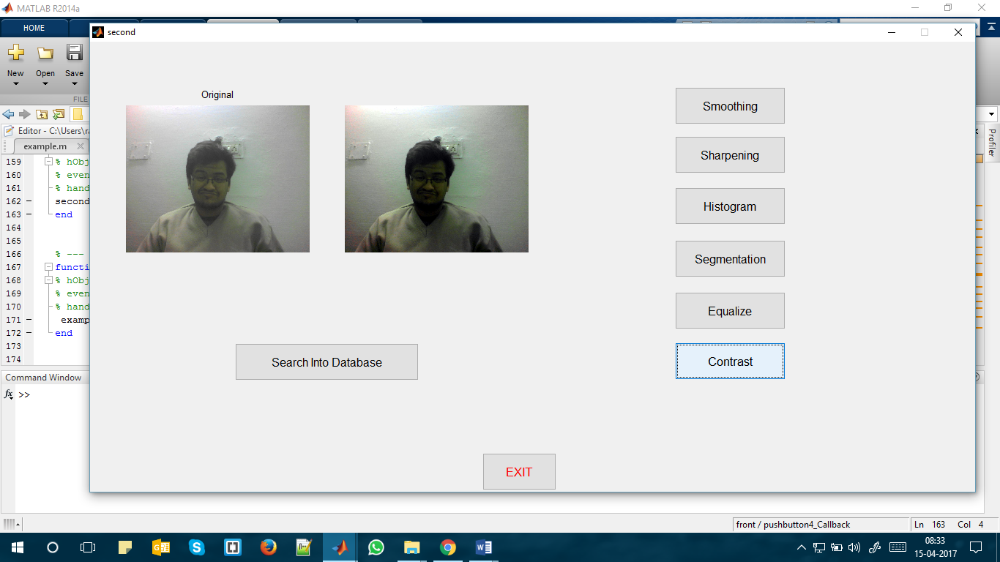 MATLAB R2014a
HOME
second
New
Open
Save
FILE
Original
Smoothing
Sharpening
Histogram
Segmentation
Equalize
Contrast
Search Into Database
EXIT
Editor - C:\Users\ra
example.m
Profiler
159 % hObj
160 % even
161 % hand
162 second
163 end
164
165
166 % ---
167 functi
168 % hObj
169 % even
170 % hand
171 examp
172 end
173
174
Command Window
fx >>
front / pushbutton4_Callback
Ln 163 Col 4
08:33
15-04-2017